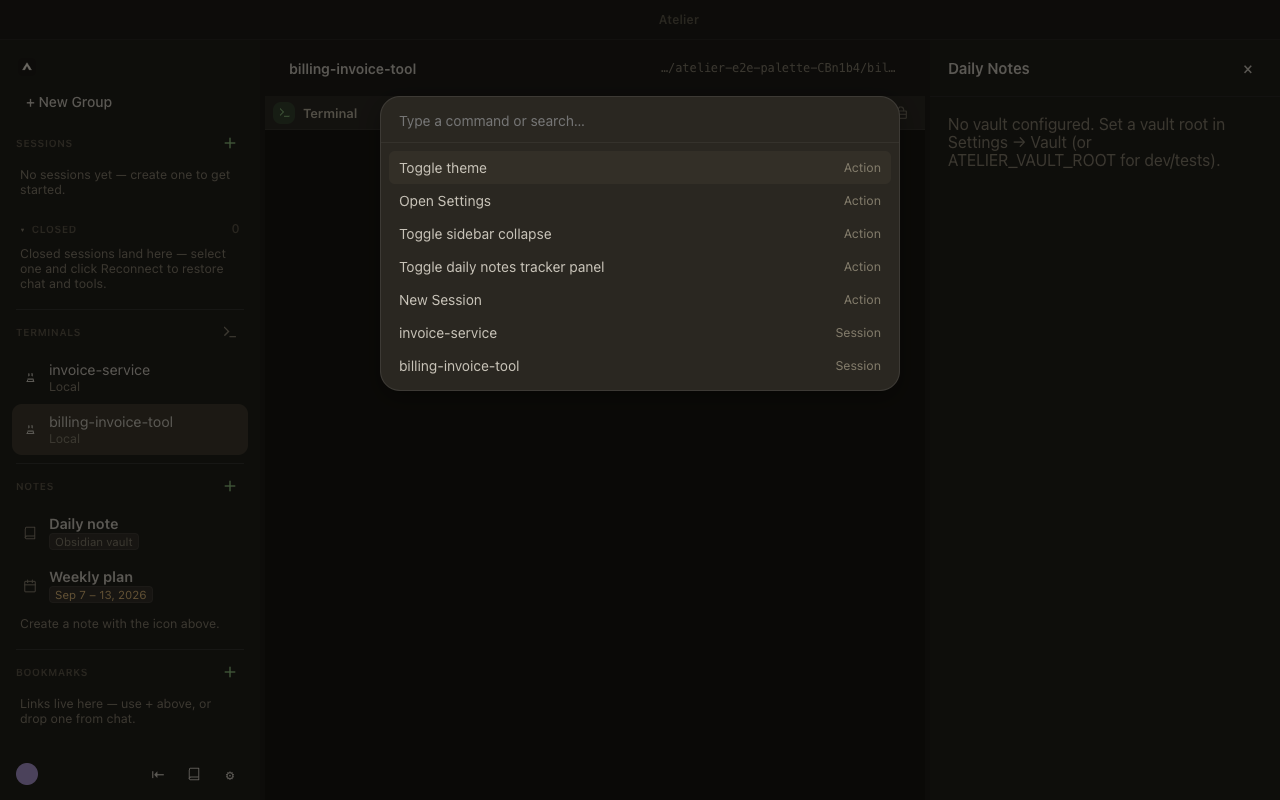 Atelier
+ New Group
SESSIONS
No sessions yet — create one to get
started.
CLOSED 0
Closed sessions land here — select
one and click Reconnect to restore
chat and tools.
TERMINALS
invoice-service
Local
billing-invoice-tool
Local
NOTES
Daily note
Obsidian vault
Weekly plan
Sep 7 – 13, 2026
Create a note with the icon above.
BOOKMARKS
Links live here — use + above, or
drop one from chat.
billing-invoice-tool
…/atelier-e2e-palette-CBn1b4/bil…
Terminal
Type a command or search...
Toggle theme Action
Open Settings Action
Toggle sidebar collapse Action
Toggle daily notes tracker panel Action
New Session Action
invoice-service Session
billing-invoice-tool Session
Daily Notes
No vault configured. Set a vault root in
Settings → Vault (or
ATELIER_VAULT_ROOT for dev/tests).